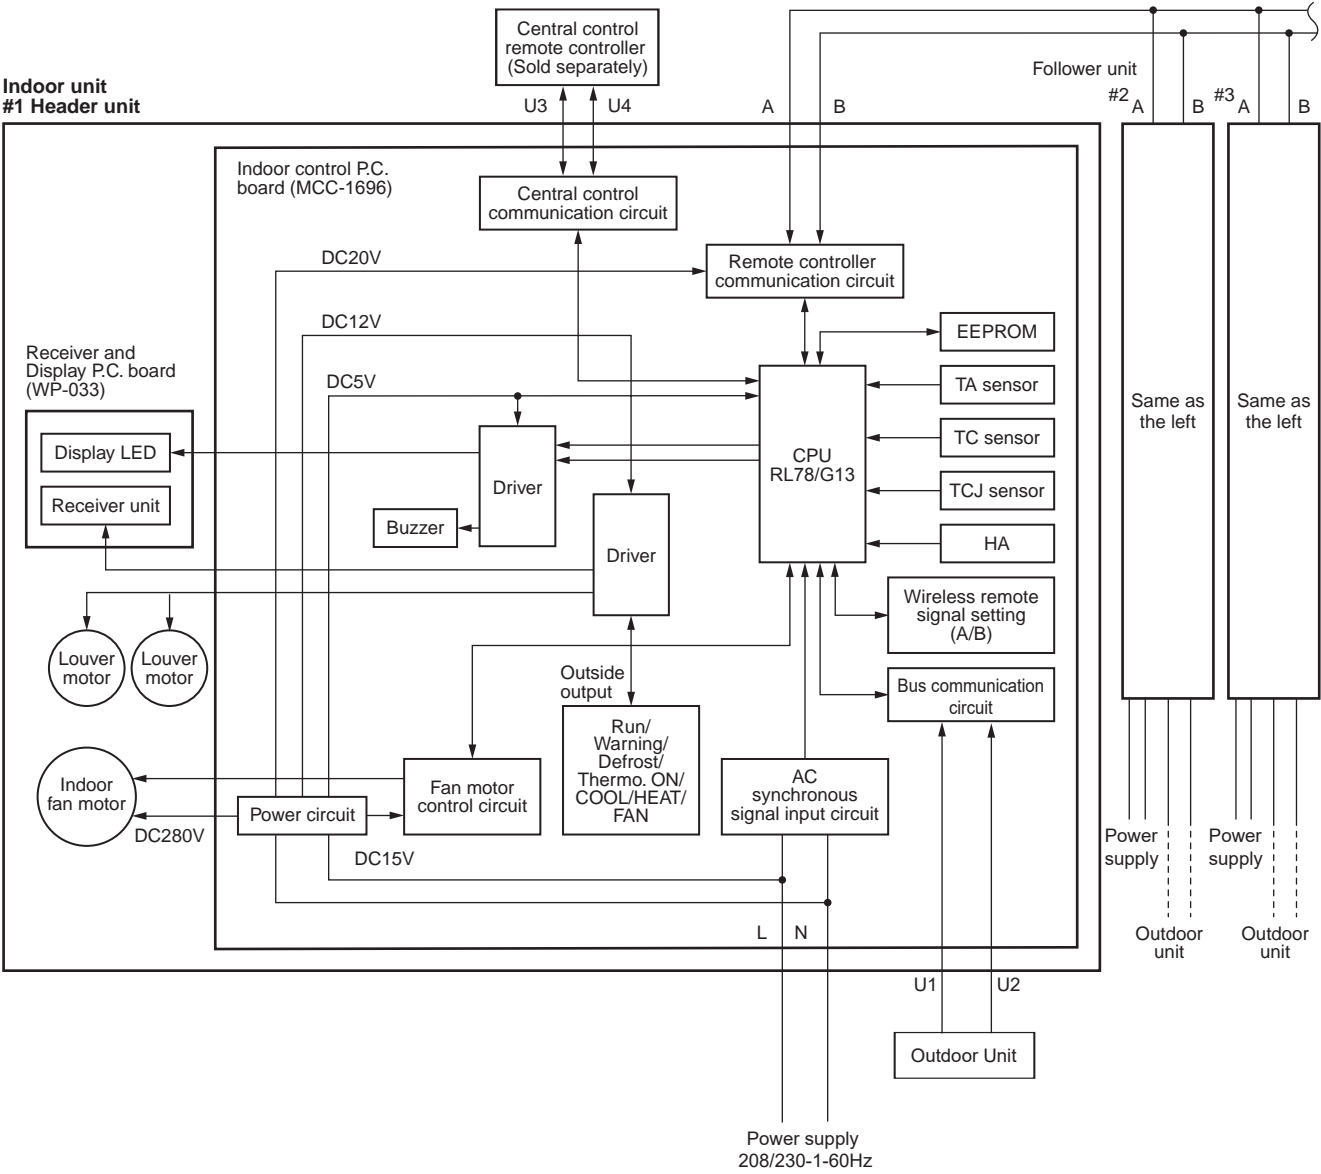 Central control
remote controller
(Sold separately)
Indoor unit
#1 Header unit
U3
U4
A
B
Follower unit
#2
A
B
#3
A
B
Indoor control P.C.
board (MCC-1696)
Central control
communication circuit
DC20V
Remote controller
communication circuit
DC12V
EEPROM
Receiver and
Display P.C. board
(WP-033)
DC5V
TA sensor
Same as
the left
Same as
the left
Display LED
TC sensor
CPU
RL78/G13
Driver
TCJ sensor
Receiver unit
Buzzer
HA
Driver
Wireless remote
signal setting
(A/B)
Louver
motor
Louver
motor
Outside
output
Bus communication
circuit
Run/
Warning/
Defrost/
Thermo. ON/
COOL/HEAT/
FAN
Indoor
fan motor
Fan motor
control circuit
AC
synchronous
signal input circuit
Power circuit
DC280V
DC15V
Power
supply
Power
supply
L
N
Outdoor
unit
Outdoor
unit
U1
U2
Outdoor Unit
Power supply
208/230-1-60Hz